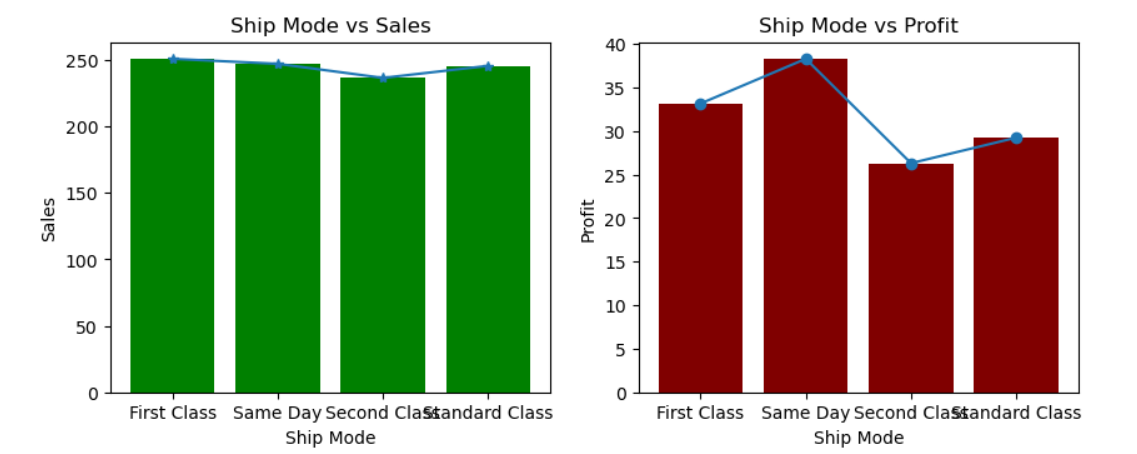 Ship Mode vs Sales
250
200
150
100
50
0
Sales
First Class Same Day Second Class Standard Class
Ship Mode
Ship Mode vs Profit
40
35
30
25
20
15
10
5
0
Profit
First Class Same Day Second Class Standard Class
Ship Mode